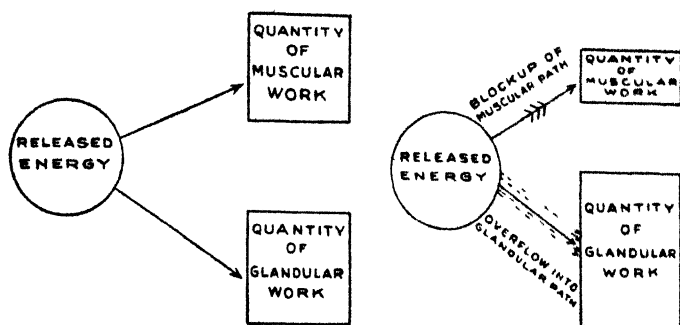 QUANTITY
OF
MUSCULAR
WORK
RELEASED
ENERGY
QUANTITY
OF
GLANDULAR
WORK
BLOCKUP OF
MUSCULAR PATH
QUANTITY
OF
MUSCULAR
WORK
RELEASED
ENERGY
OVERFLOW INTO
GLANDULAR PATH
QUANTITY
OF
GLANDULAR
WORK